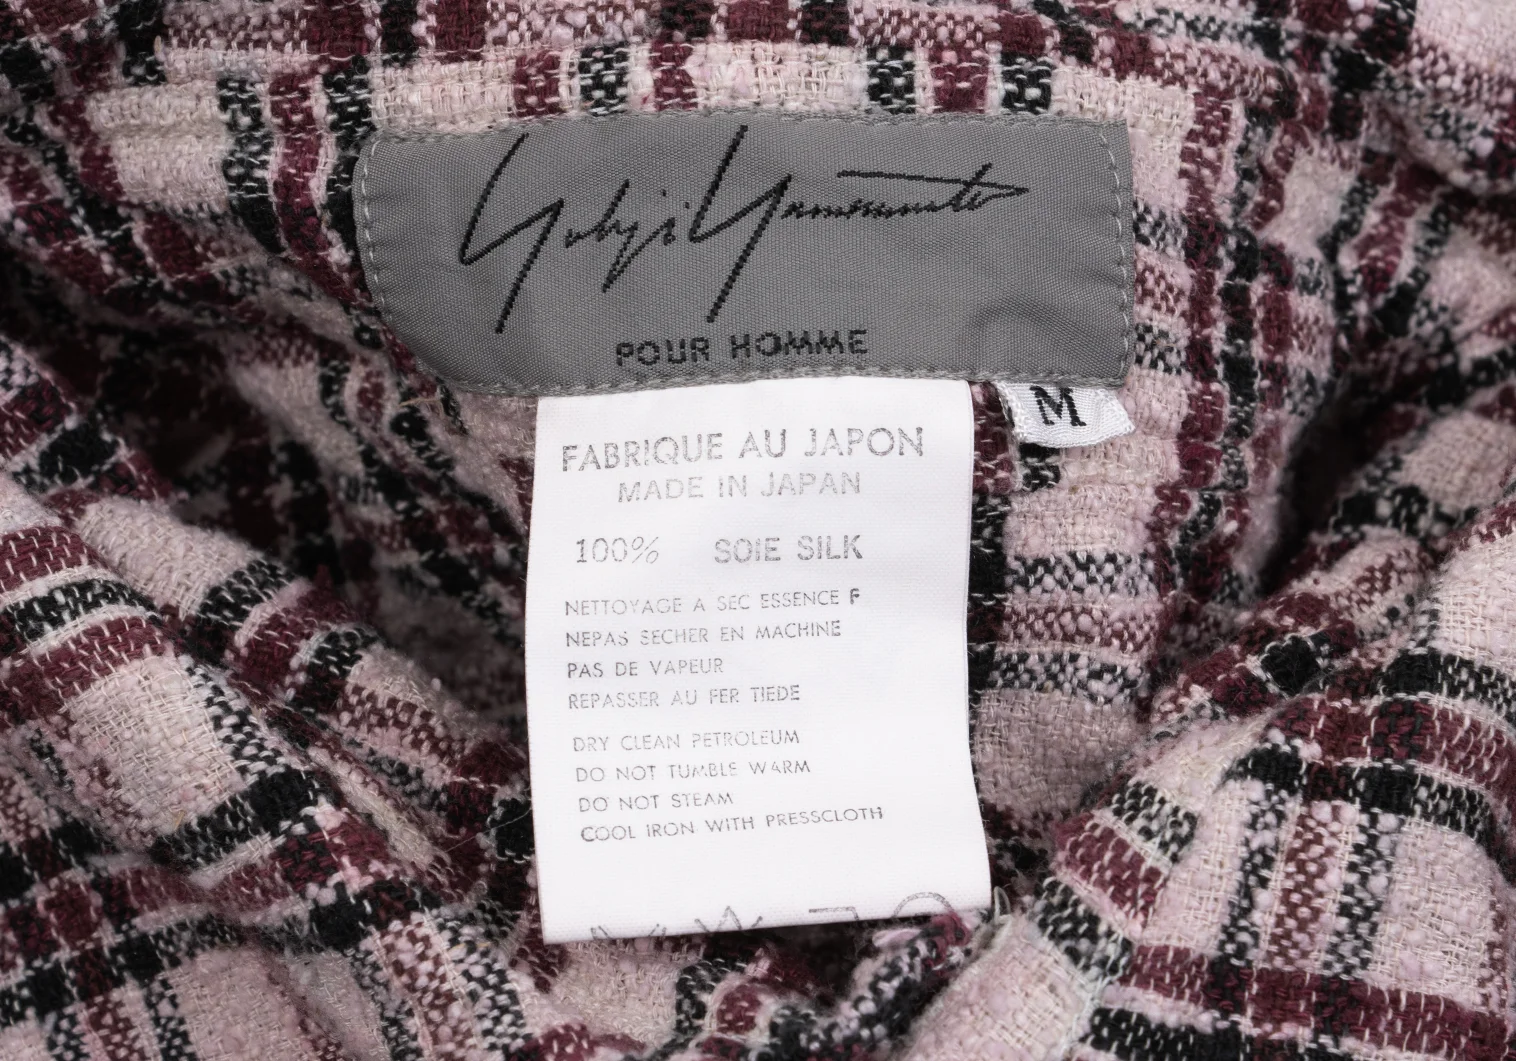 Yohji Yamamoto
POUR HOMME
M
FABRIQUE AU JAPON
MADE IN JAPAN
100% SOIE SILK
NETTOYAGE A SEC ESSENCE F
NEPAS SECHER EN MACHINE
PAS DE VAPEUR
REPASSER AU FER TIEDE
DRY CLEAN PETROLEUM
DO NOT TUMBLE WARM
DO NOT STEAM
COOL IRON WITH PRESSCLOTH